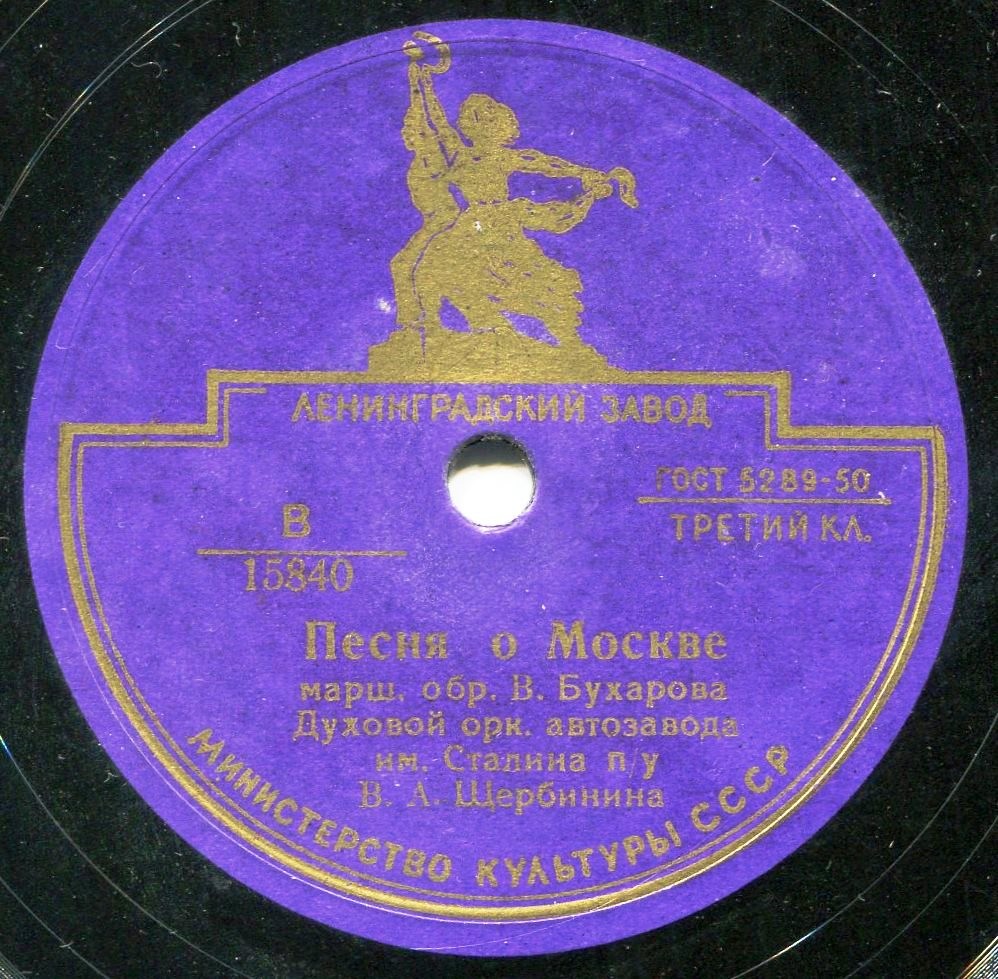 ЛЕНИНГРАДСКИЙ ЗАВОД
ГОСТ 5289-50
ТРЕТИЙ КЛ.
В
15840
Песня о Москве
марш. обр. В. Бухарова
Духовой орк. автозавода
им. Сталина п/у
В. А. Щербинина
МИНИСТЕРСТВО КУЛЬТУРЫ СССР